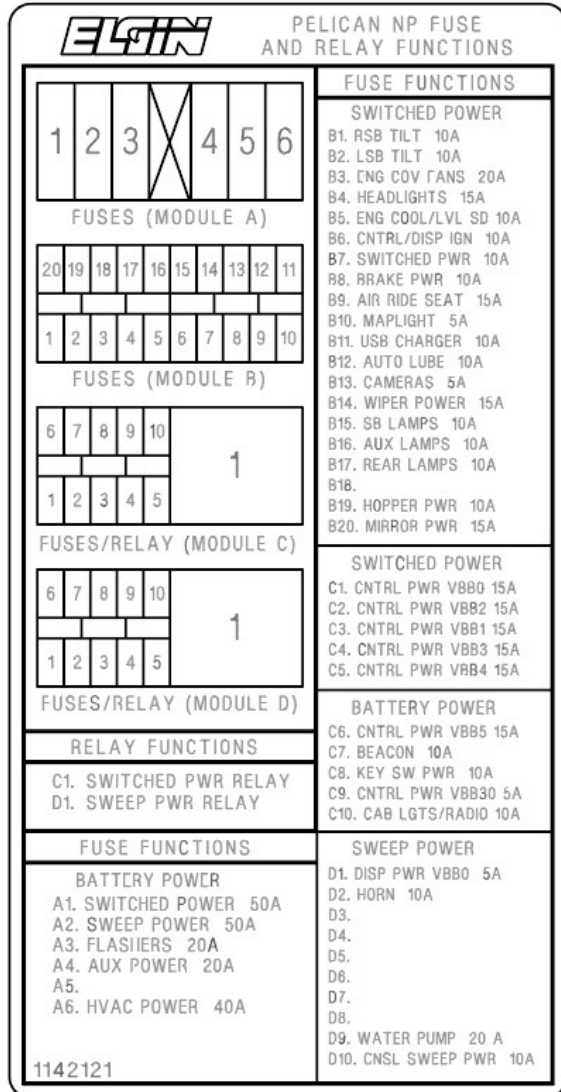 ELGIN
PELICAN NP FUSE
AND RELAY FUNCTIONS
1 2 3 4 5 6
FUSES (MODULE A)
20 19 18 17 16 15 14 13 12 11
1 2 3 4 5 6 7 8 9 10
FUSES (MODULE B)
6 7 8 9 10
1
1 2 3 4 5
FUSES/RELAY (MODULE C)
6 7 8 9 10
1
1 2 3 4 5
FUSES/RELAY (MODULE D)
RELAY FUNCTIONS
C1. SWITCHED PWR RELAY
D1. SWEEP PWR RELAY
FUSE FUNCTIONS
BATTERY POWER
A1. SWITCHED POWER 50A
A2. SWEEP POWER 50A
A3. FLASHERS 20A
A4. AUX POWER 20A
A5.
A6. HVAC POWER 40A
1142121
FUSE FUNCTIONS
SWITCHED POWER
B1. RSB TILT 10A
B2. LSB TILT 10A
B3. ENG COV FANS 20A
B4. HEADLIGHTS 15A
B5. ENG COOL/LVL SD 10A
B6. CNTRL/DISP IGN 10A
B7. SWITCHED PWR 10A
B8. BRAKE PWR 10A
B9. AIR RIDE SEAT 15A
B10. MAPLIGHT 5A
B11. USB CHARGER 10A
B12. AUTO LUBE 10A
B13. CAMERAS 5A
B14. WIPER POWER 15A
B15. SB LAMPS 10A
B16. AUX LAMPS 10A
B17. REAR LAMPS 10A
B18.
B19. HOPPER PWR 10A
B20. MIRROR PWR 15A
SWITCHED POWER
C1. CNTRL PWR VBB0 15A
C2. CNTRL PWR VBB2 15A
C3. CNTRL PWR VBB1 15A
C4. CNTRL PWR VBB3 15A
C5. CNTRL PWR VBB4 15A
BATTERY POWER
C6. CNTRL PWR VBB5 15A
C7. BEACON 10A
C8. KEY SW PWR 10A
C9. CNTRL PWR VBB30 5A
C10. CAB LGTS/RADIO 10A
SWEEP POWER
D1. DISP PWR VBB0 5A
D2. HORN 10A
D3.
D4.
D5.
D6.
D7.
D8.
D9. WATER PUMP 20 A
D10. CNSL SWEEP PWR 10A